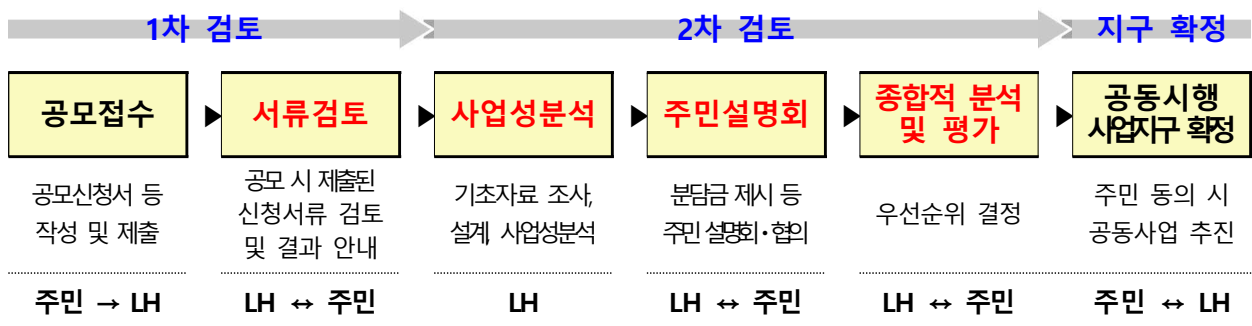 1차 검토
2차 검토
지구 확정
공모접수
▶
서류검토
▶
사업성분석
▶
주민설명회
▶
종합적 분석
및 평가
▶
공동시행
사업지구 확정
공모신청서 등
작성 및 제출
공모 시 제출된
신청서류 검토
및 결과 안내
기초자료 조사,
설계, 사업성분석
분담금 제시 등
주민 설명회·협의
우선순위 결정
주민 동의 시
공동사업 추진
주민 → LH
LH ↔ 주민
LH
LH ↔ 주민
LH ↔ 주민
주민 ↔ LH